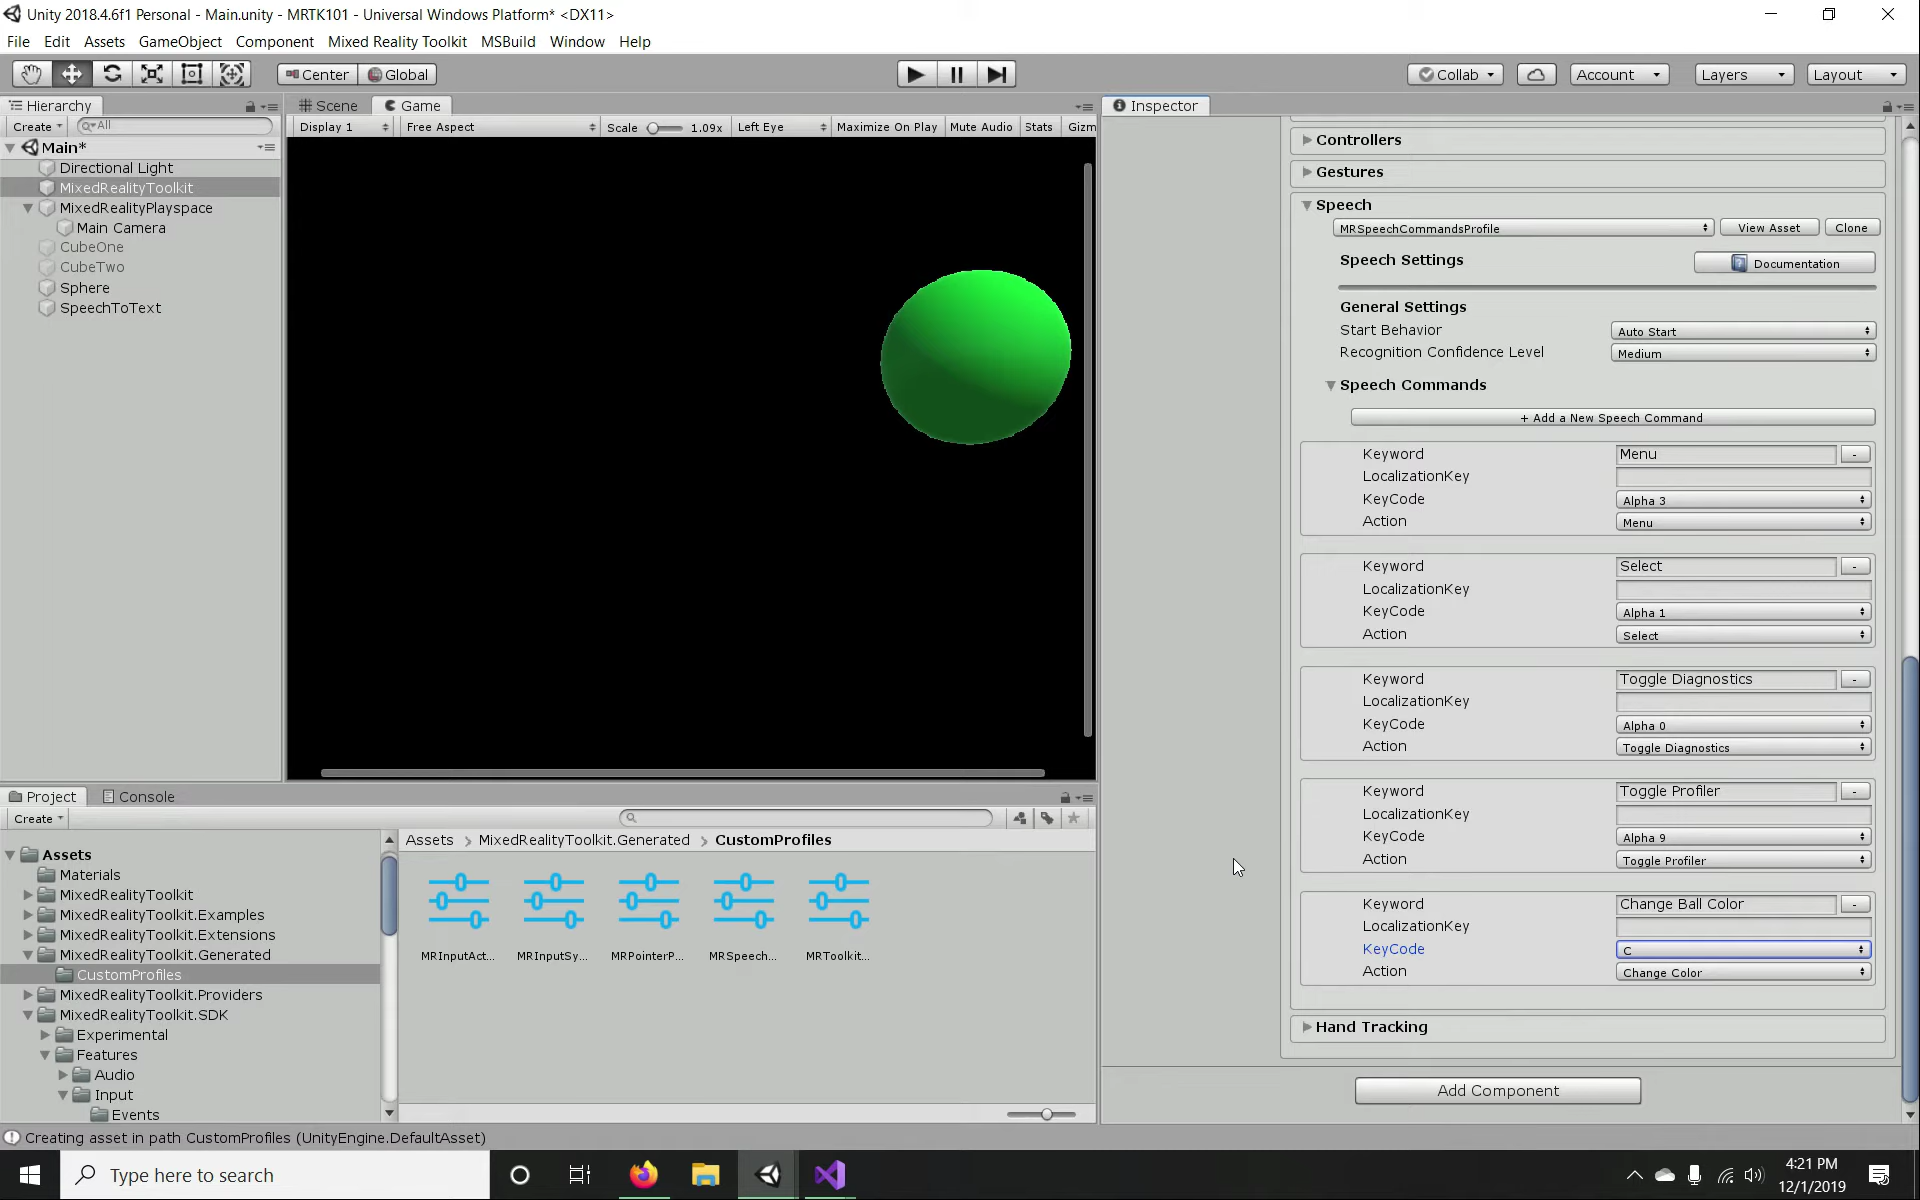 Unity 2018.4.6f1 Personal - Main.unity - MRTK101 - Universal Windows Platform* <DX11>
File Edit Assets GameObject Component Mixed Reality Toolkit MSBuild Window Help
Center Global Collab Account Layers Layout
Hierarchy
Create All
Main*
Directional Light
MixedRealityToolkit
MixedRealityPlayspace
Main Camera
CubeOne
CubeTwo
Sphere
SpeechToText
Scene Game
Display 1 Free Aspect Scale 1.09x Left Eye Maximize On Play Mute Audio Stats Gizm
Inspector
Controllers
Gestures
Speech
MRSpeechCommandsProfile View Asset Clone
Speech Settings Documentation
General Settings
Start Behavior Auto Start
Recognition Confidence Level Medium
Speech Commands
+ Add a New Speech Command
Keyword Menu -
LocalizationKey
KeyCode Alpha 3
Action Menu
Keyword Select -
LocalizationKey
KeyCode Alpha 1
Action Select
Keyword Toggle Diagnostics -
LocalizationKey
KeyCode Alpha 0
Action Toggle Diagnostics
Keyword Toggle Profiler -
LocalizationKey
KeyCode Alpha 9
Action Toggle Profiler
Keyword Change Ball Color -
LocalizationKey
KeyCode C
Action Change Color
Hand Tracking
Add Component
Project Console
Create
Assets
Materials
MixedRealityToolkit
MixedRealityToolkit.Examples
MixedRealityToolkit.Extensions
MixedRealityToolkit.Generated
CustomProfiles
MixedRealityToolkit.Providers
MixedRealityToolkit.SDK
Experimental
Features
Audio
Input
Events
Assets > MixedRealityToolkit.Generated > CustomProfiles
MRInputAct... MRInputSy... MRPointerP... MRSpeech... MRToolkit...
Creating asset in path CustomProfiles (UnityEngine.DefaultAsset)
Type here to search
4:21 PM
12/1/2019